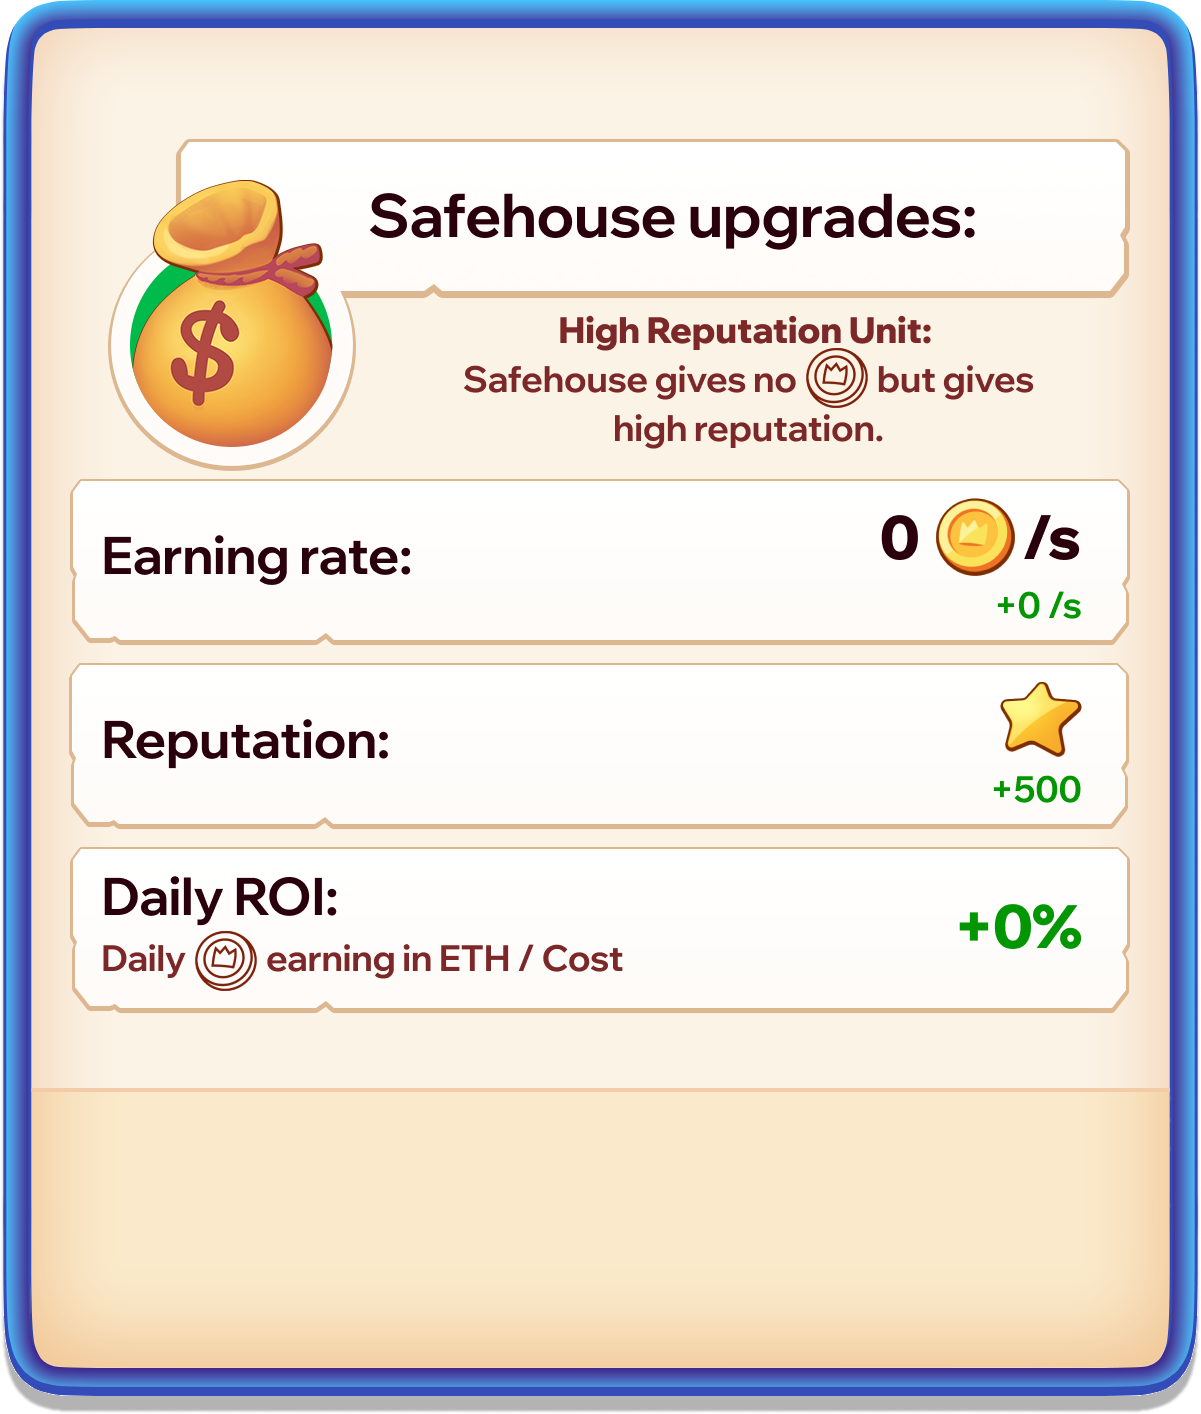 Safehouse upgrades:
$
High Reputation Unit:
Safehouse gives no but gives
high reputation.
Earning rate:
0 /s
+0 /s
Reputation:
+500
Daily ROI:
+0%
Daily earning in ETH / Cost